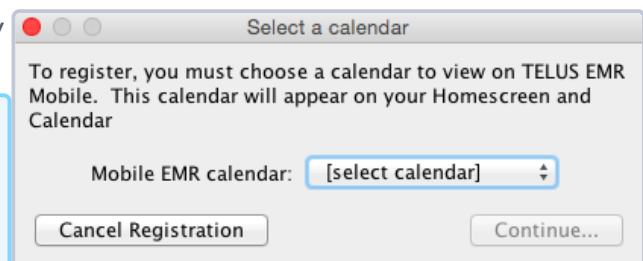 Select a calendar
To register, you must choose a calendar to view on TELUS EMR
Mobile. This calendar will appear on your Homescreen and
Calendar
Mobile EMR calendar: [select calendar]
Cancel Registration Continue...